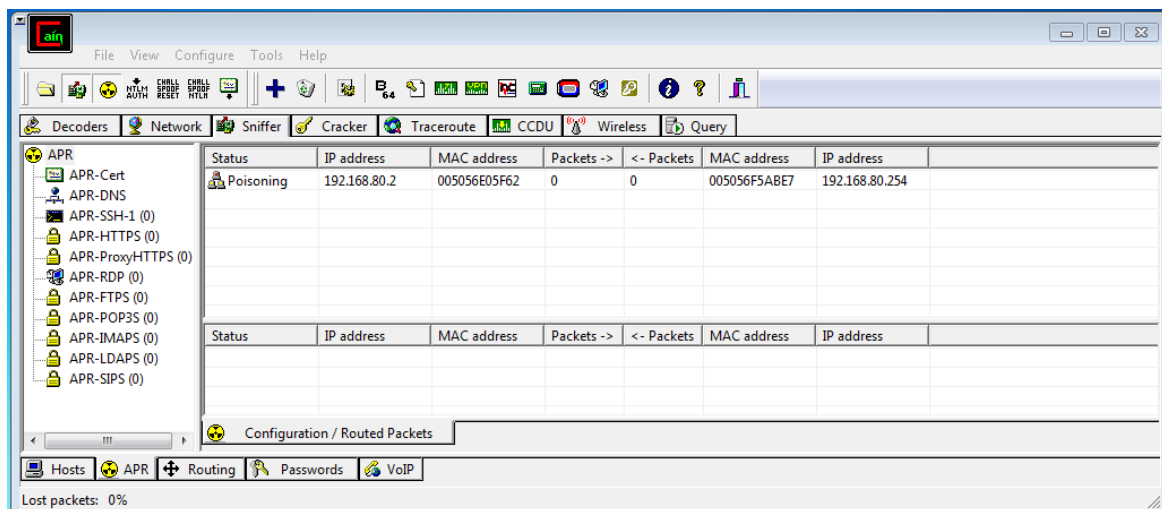 aın
File View Configure Tools Help
NTLM AUTH CHALL SPOOF RESET CHALL SPOOF NTLM B64
Decoders Network Sniffer Cracker Traceroute CCDU Wireless Query
APR
APR-Cert
APR-DNS
APR-SSH-1 (0)
APR-HTTPS (0)
APR-ProxyHTTPS (0)
APR-RDP (0)
APR-FTPS (0)
APR-POP3S (0)
APR-IMAPS (0)
APR-LDAPS (0)
APR-SIPS (0)
Status IP address MAC address Packets -> <- Packets MAC address IP address
Poisoning 192.168.80.2 005056E05F62 0 0 005056F5ABE7 192.168.80.254
Status IP address MAC address Packets -> <- Packets MAC address IP address
Configuration / Routed Packets
Hosts APR Routing Passwords VoIP
Lost packets: 0%